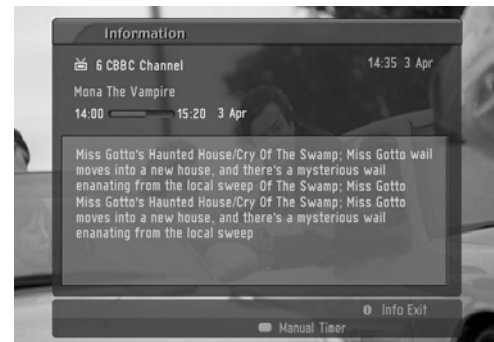 Information
6 CBBC Channel 14:35 3 Apr
Mona The Vampire
14:00 15:20 3 Apr
Miss Gotto's Haunted House/Cry Of The Swamp; Miss Gotto wail
moves into a new house, and there's a mysterious wail
enanating from the local sweep Of The Swamp; Miss Gotto
Miss Gotto's Haunted House/Cry Of The Swamp; Miss Gotto
moves into a new house, and there's a mysterious wail
enanating from the local sweep
i Info Exit
Manual Timer